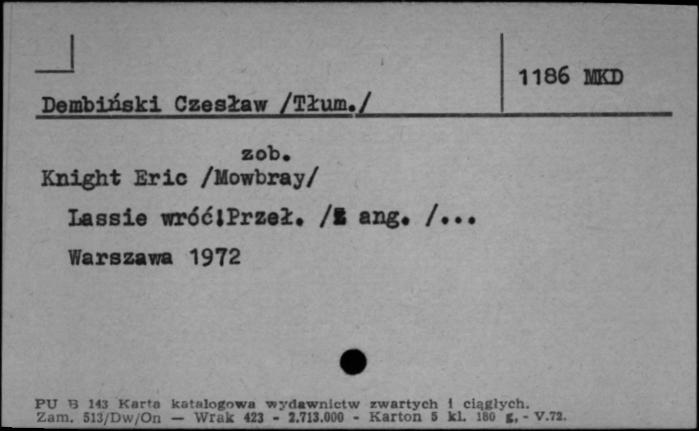 1186 MKD
Dembiński Czesław /Tłum./
zob.
Knight Eric /Mowbray/
Lassie wróć!Przeł. /Z ang. /...
Warszawa 1972
PU B 143 Karta katalogowa wydawnictw zwartych i ciągłych.
Zam. 513/Dw/On — Wrak 423 - 2.713.000 - Karton 5 kl. 180 g. - V.72.